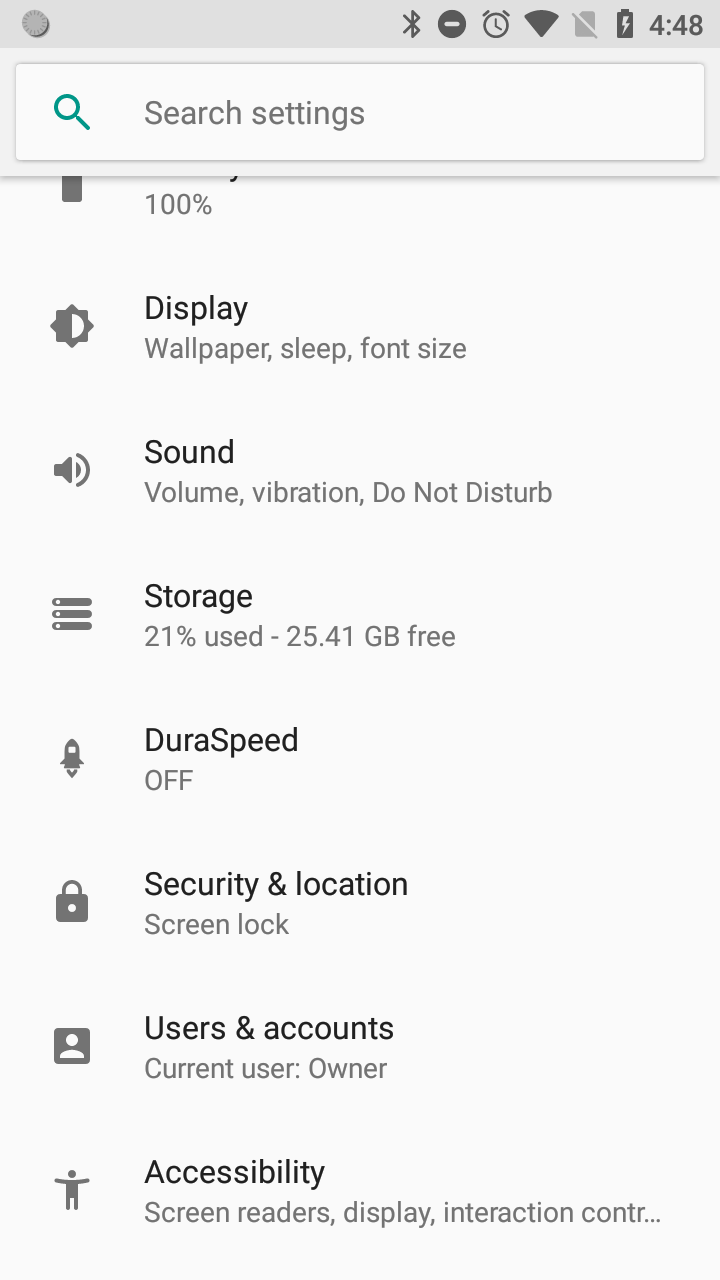 4:48
Search settings
100%
Display
Wallpaper, sleep, font size
Sound
Volume, vibration, Do Not Disturb
Storage
21% used - 25.41 GB free
DuraSpeed
OFF
Security & location
Screen lock
Users & accounts
Current user: Owner
Accessibility
Screen readers, display, interaction contr...